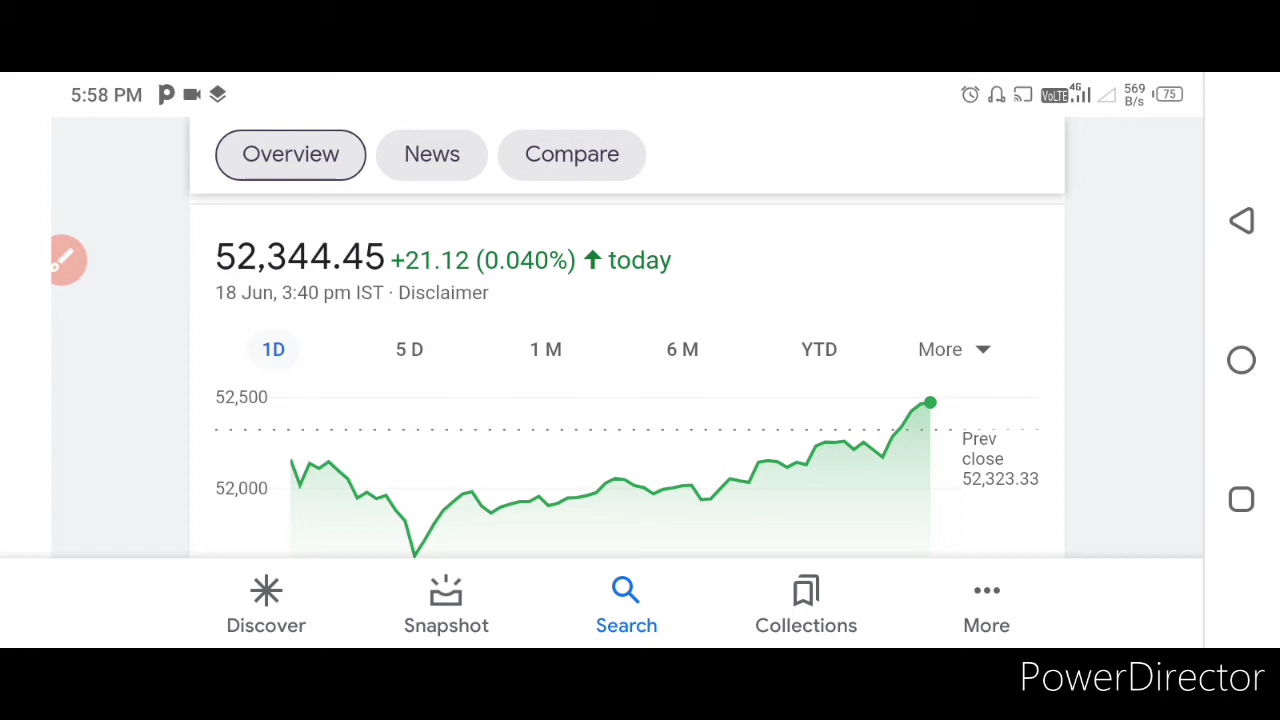 5:58 PM
VoLTE 4G 569 B/s 75
Overview News Compare
52,344.45 +21.12 (0.040%) ↑ today
18 Jun, 3:40 pm IST · Disclaimer
1D 5 D 1 M 6 M YTD More
52,500
Prev
close
52,323.33
52,000
Discover Snapshot Search Collections More
PowerDirector